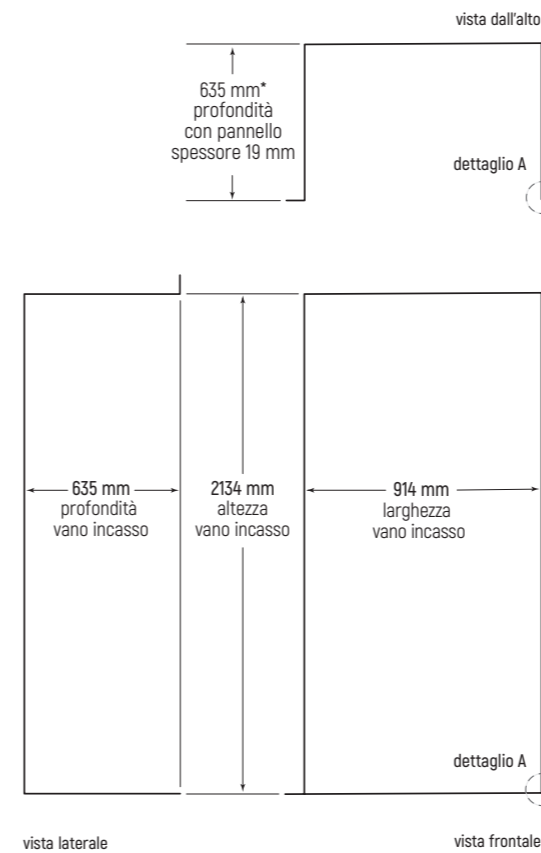 vista dall'alto
635 mm*
profondità
con pannello
spessore 19 mm
dettaglio A
635 mm
profondità
vano incasso
2134 mm
altezza
vano incasso
914 mm
larghezza
vano incasso
dettaglio A
vista laterale
vista frontale